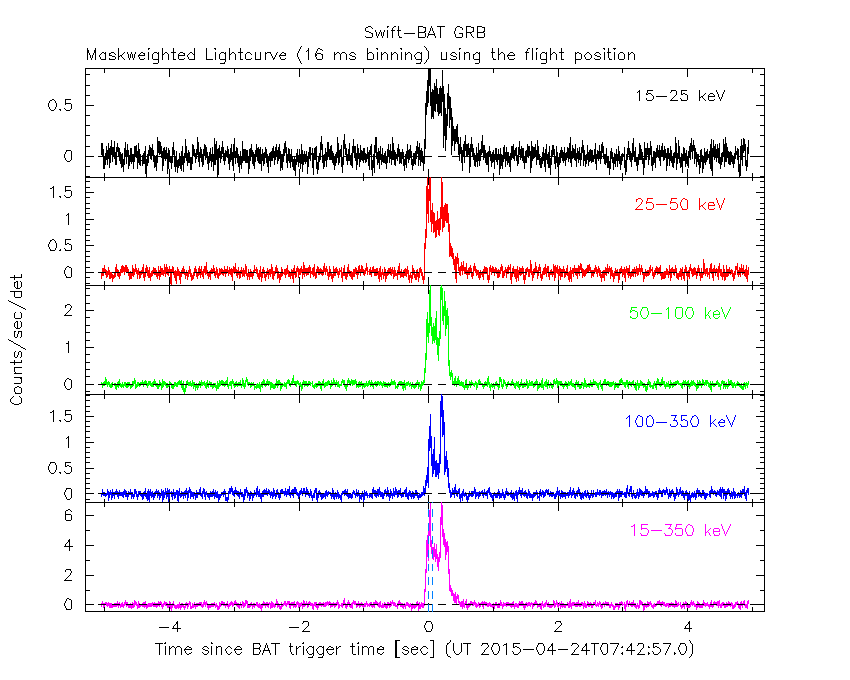 Swift-BAT GRB
Maskweighted Lightcurve (16 ms binning) using the flight position
15-25 keV
0.5
0
25-50 keV
1.5
1
0.5
0
50-100 keV
2
1
0
100-350 keV
1.5
1
0.5
0
15-350 keV
6
4
2
0
Counts/sec/det
-4 -2 0 2 4
Time since BAT trigger time [sec] (UT 2015-04-24T07:42:57.0)